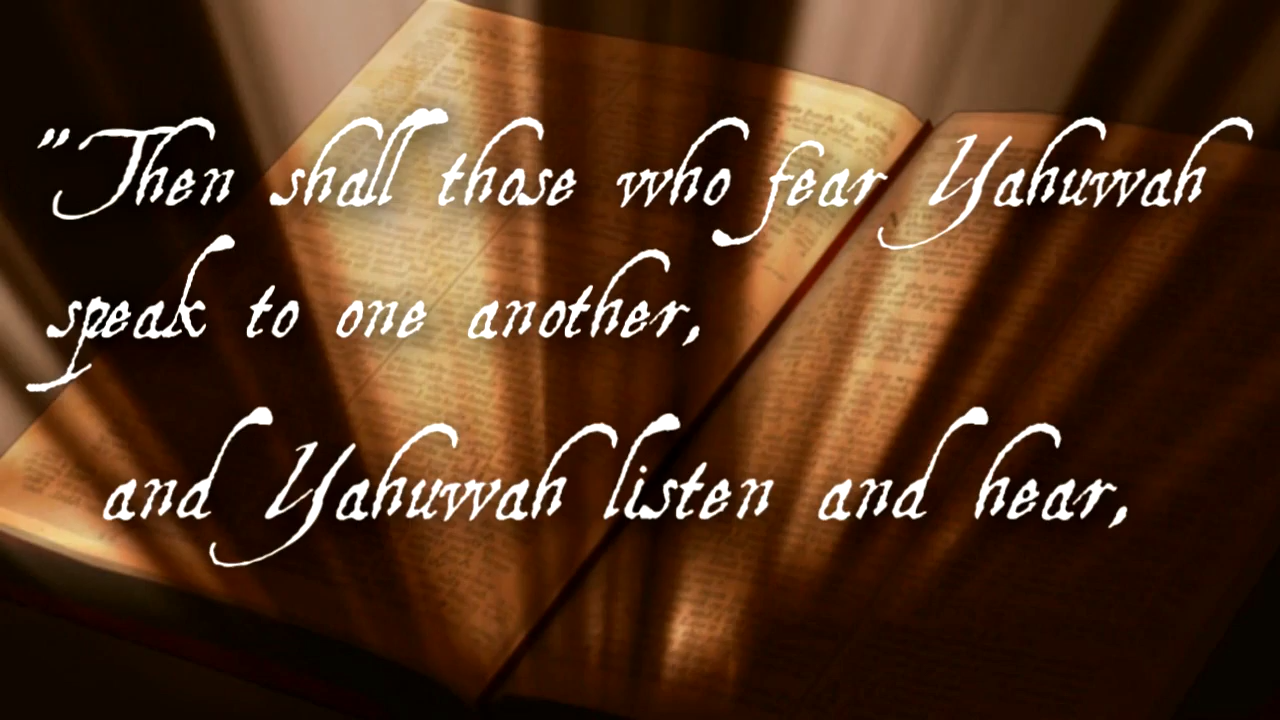 "Then shall those who fear Yahuwah
speak to one another,
and Yahuwah listen and hear,